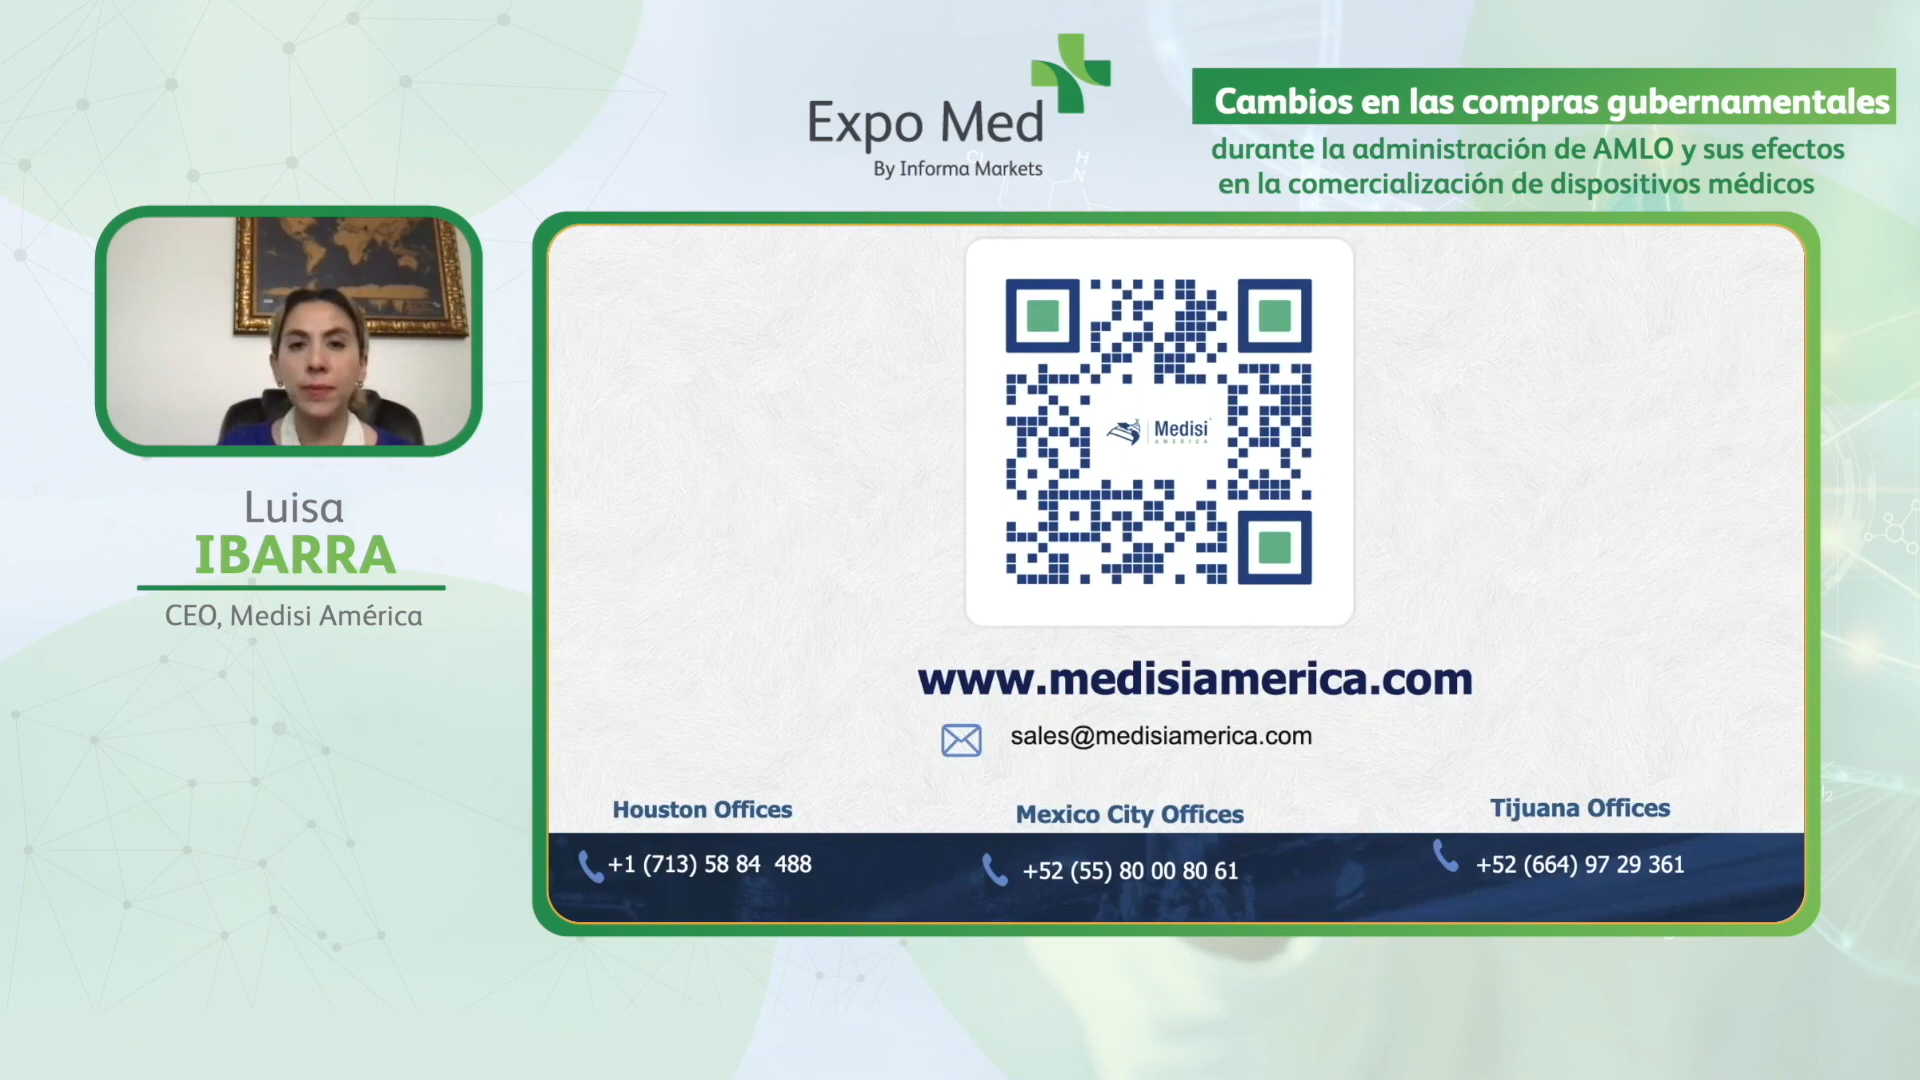 Expo Med
By Informa Markets
Cambios en las compras gubernamentales
durante la administración de AMLO y sus efectos
en la comercialización de dispositivos médicos
Luisa
IBARRA
CEO, Medisi América
Medisi
AMERICA
www.medisiamerica.com
sales@medisiamerica.com
Houston Offices
+1 (713) 58 84 488
Mexico City Offices
+52 (55) 80 00 80 61
Tijuana Offices
+52 (664) 97 29 361